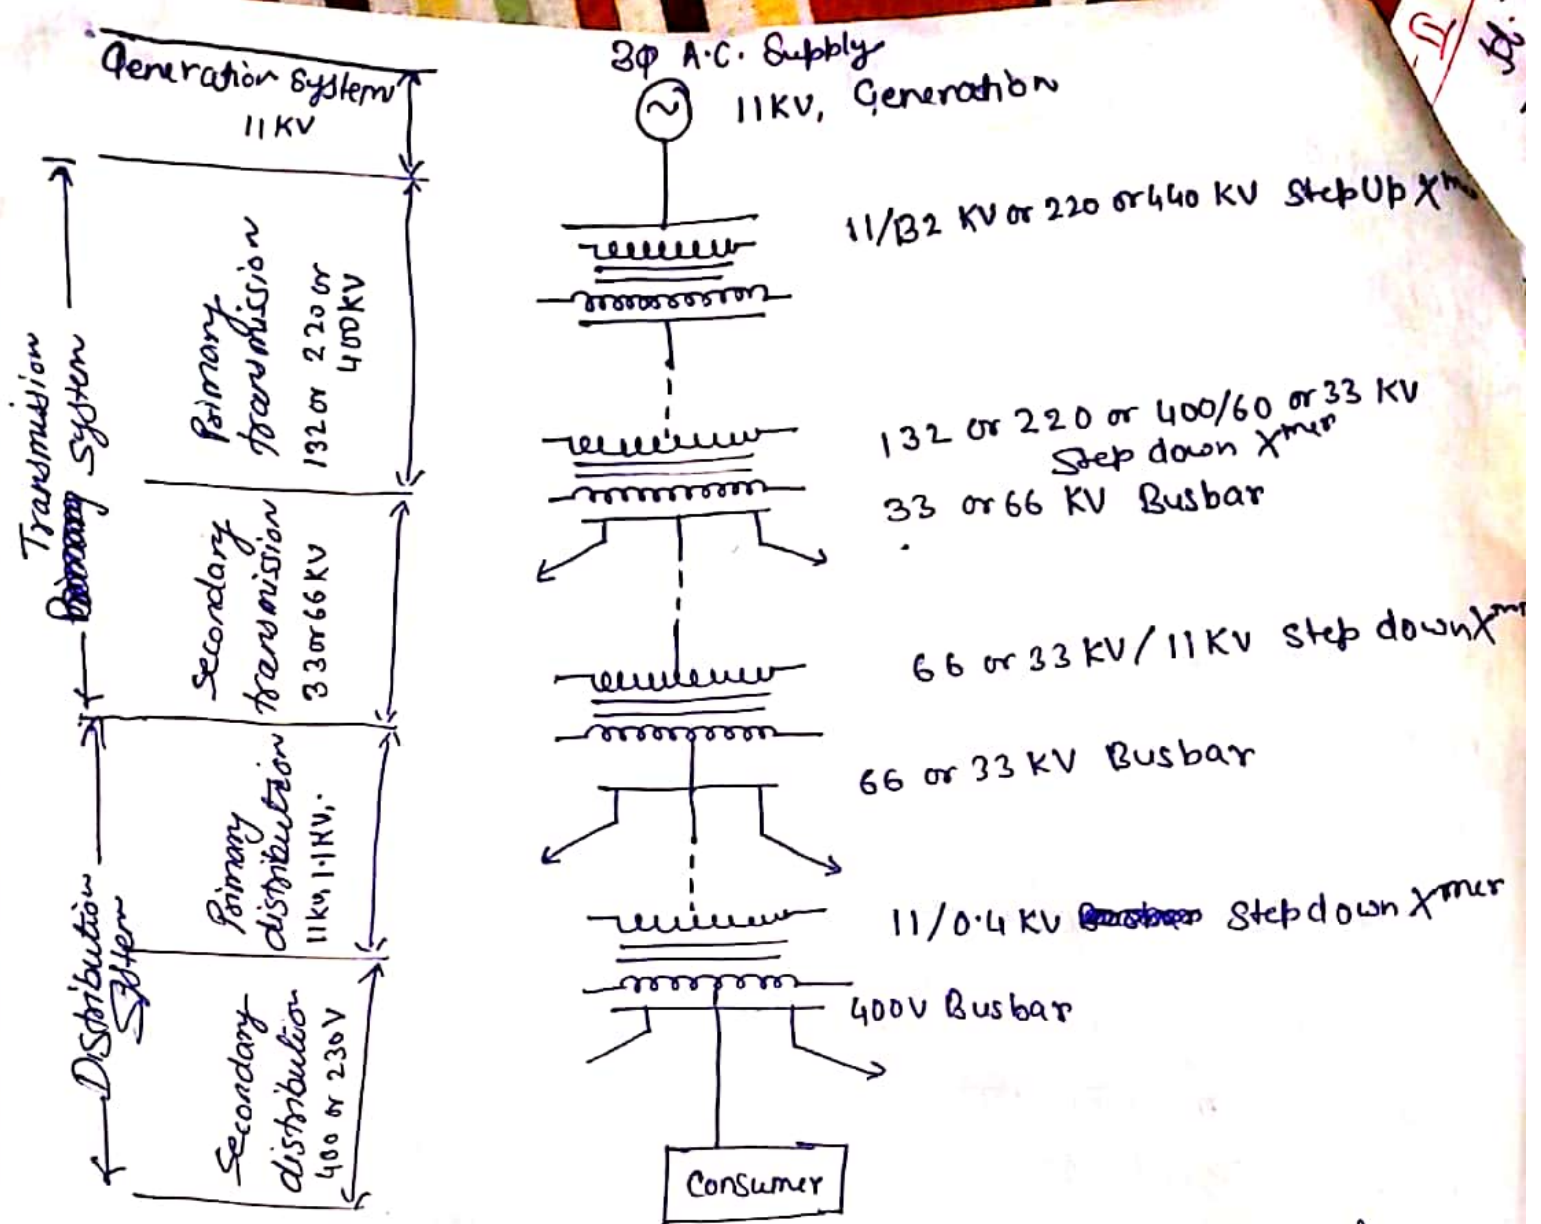 Generation System
11KV
3φ A.C. Supply
11KV, Generation
11/132 KV or 220 or 440 KV Step Up
Transmission
System
Primary
transmission
132 or 220 or
400KV
132 or 220 or 400/60 or 33 KV
Step down Xmer
33 or 66 KV Busbar
Secondary
transmission
33 or 66 KV
66 or 33 KV / 11 KV Step down
66 or 33 KV Busbar
Distribution
System
Primary
distribution
11KV, 1.1KV,.
11/0.4 KV Step down Xmer
400V Busbar
Secondary
distribution
400 or 230V
Consumer